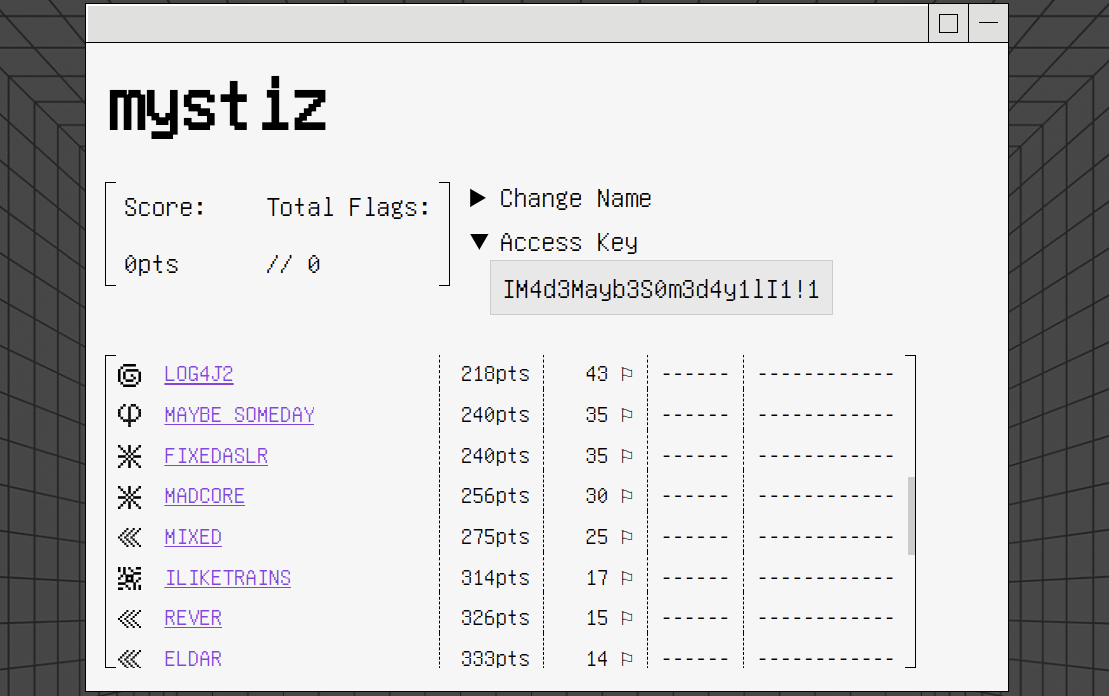 mystiz
Score: Total Flags:
0pts // 0
▶ Change Name
▼ Access Key
IM4d3Mayb3S0m3d4y1lI1!1
LOG4J2 218pts 43 ⚐ ------ ------------
MAYBE SOMEDAY 240pts 35 ⚐ ------ ------------
FIXEDASLR 240pts 35 ⚐ ------ ------------
MADCORE 256pts 30 ⚐ ------ ------------
MIXED 275pts 25 ⚐ ------ ------------
ILIKETRAINS 314pts 17 ⚐ ------ ------------
REVER 326pts 15 ⚐ ------ ------------
ELDAR 333pts 14 ⚐ ------ ------------